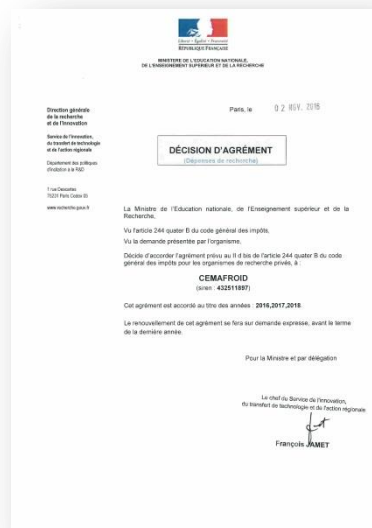 Liberté • Égalité • Fraternité
RÉPUBLIQUE FRANÇAISE
MINISTERE DE L'EDUCATION NATIONALE,
DE L'ENSEIGNEMENT SUPERIEUR ET DE LA RECHERCHE
Direction générale
de la recherche
et de l'innovation
Service de l'innovation,
du transfert de technologie
et de l'action régionale
Département des politiques
d'incitation à la R&D
1 rue Descartes
75231 Paris Cedex 05
www.recherche.gouv.fr
Paris, le
DÉCISION D'AGRÉMENT
(Dépenses de recherche)
La Ministre de l'Education nationale, de l'Enseignement supérieur et de la
Recherche,
Vu l'article 244 quater B du code général des impôts,
Vu la demande présentée par l'organisme,
Décide d'accorder l'agrément prévu au II d bis de l'article 244 quater B du code
général des impôts pour les organismes de recherche privés, à :
CEMAFROID
(siren : 432511897)
Cet agrément est accordé au titre des années : 2016,2017,2018.
Le renouvellement de cet agrément se fera sur demande expresse, avant le terme
de la dernière année.
Pour la Ministre et par délégation
Le chef du Service de l'innovation,
du transfert de technologie et de l'action régionale
François JAMET